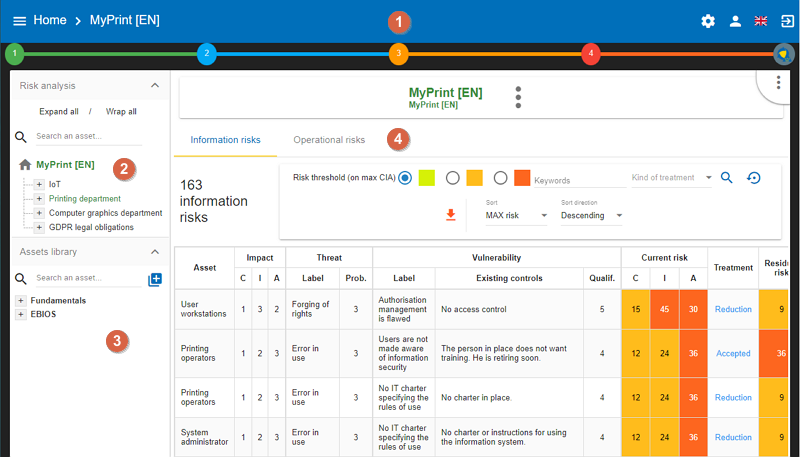 Home > MyPrint [EN]
1
1 2 3 4
Risk analysis
Expand all / Wrap all
Search an asset...
MyPrint [EN]
2
IoT
Printing department
Computer graphics department
GDPR legal obligations
Assets library
Search an asset...
Fundamentals
EBIOS
3
MyPrint [EN]
MyPrint [EN]
Information risks Operational risks
4
163
information
risks
Risk threshold (on max CIA) Keywords Kind of treatment
Sort Sort direction
MAX risk Descending
Asset Impact Threat Vulnerability Current risk Treatment Resid
risk
C I A Label Prob. Label Existing controls Qualif. C I A
User
workstations 1 3 2 Forging of
rights 3 Authorisation
management
is flawed No access control 5 15 45 30 Reduction 9
Printing
operators 1 2 3 Error in
use 3 Users are not
made aware
of information
security The person in place does not want
training. He is retiring soon. 4 12 24 36 Accepted 36
Printing
operators 1 2 3 Error in
use 3 No IT charter
specifying the
rules of use No charter in place. 4 12 24 36 Reduction 9
System
administrator 1 2 3 Error in
use 3 No IT charter
specifying the
rules of use No charter or instructions for using
the information system. 4 12 24 36 Reduction 9